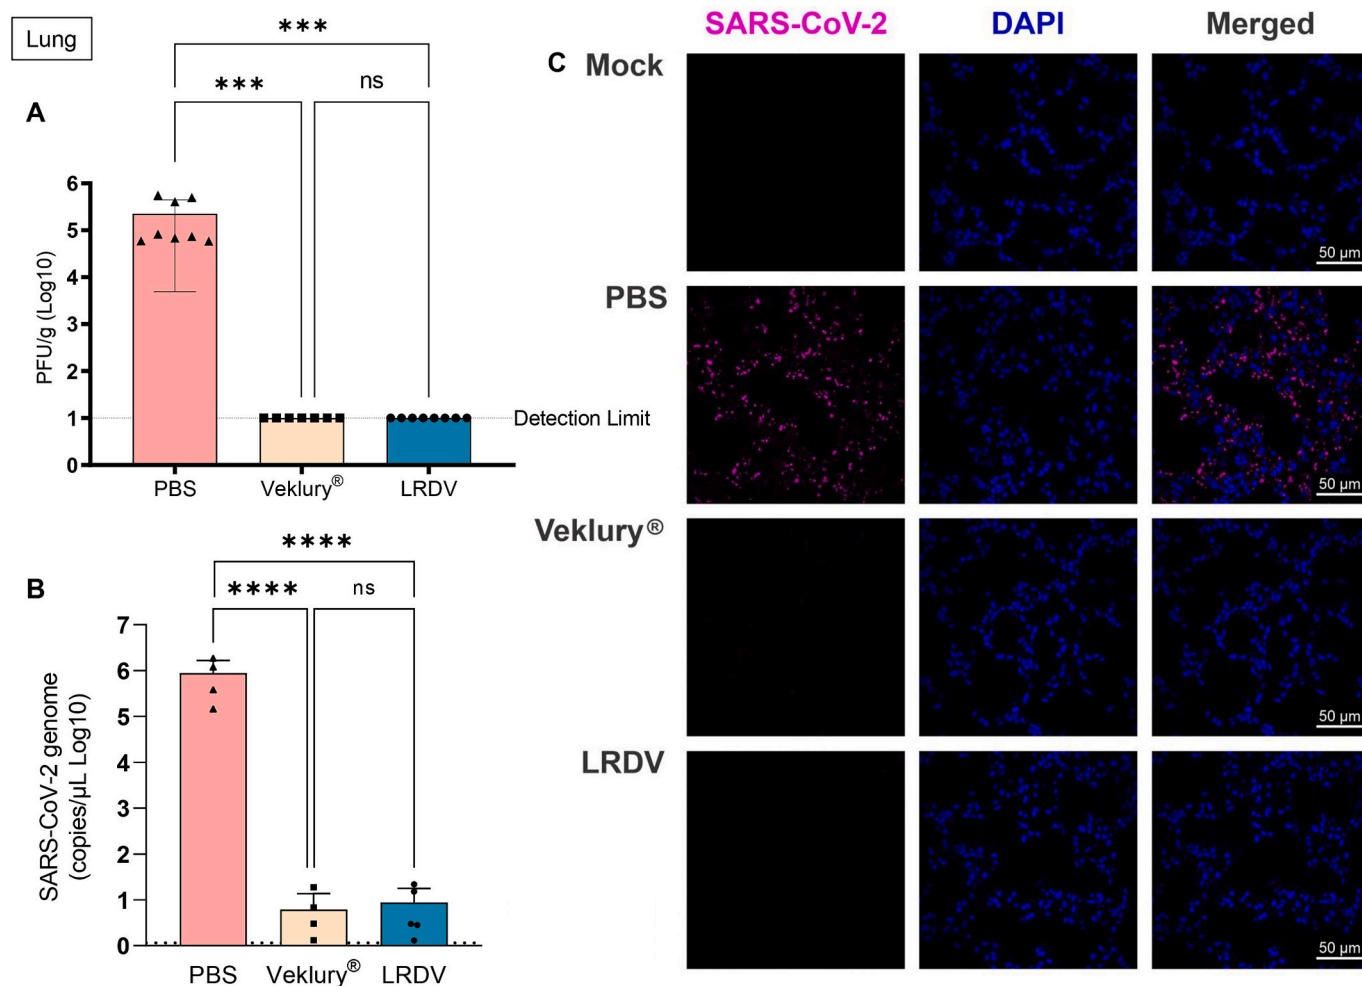 Lung
A
***
***
ns
PFU/g (Log10)
6
5
4
3
2
1
0
Detection Limit
PBS
Veklury®
LRDV
B
****
****
ns
SARS-CoV-2 genome
(copies/µL Log10)
7
6
5
4
3
2
1
0
PBS
Veklury®
LRDV
C
SARS-CoV-2
DAPI
Merged
Mock
50 µm
PBS
50 µm
Veklury®
50 µm
LRDV
50 µm